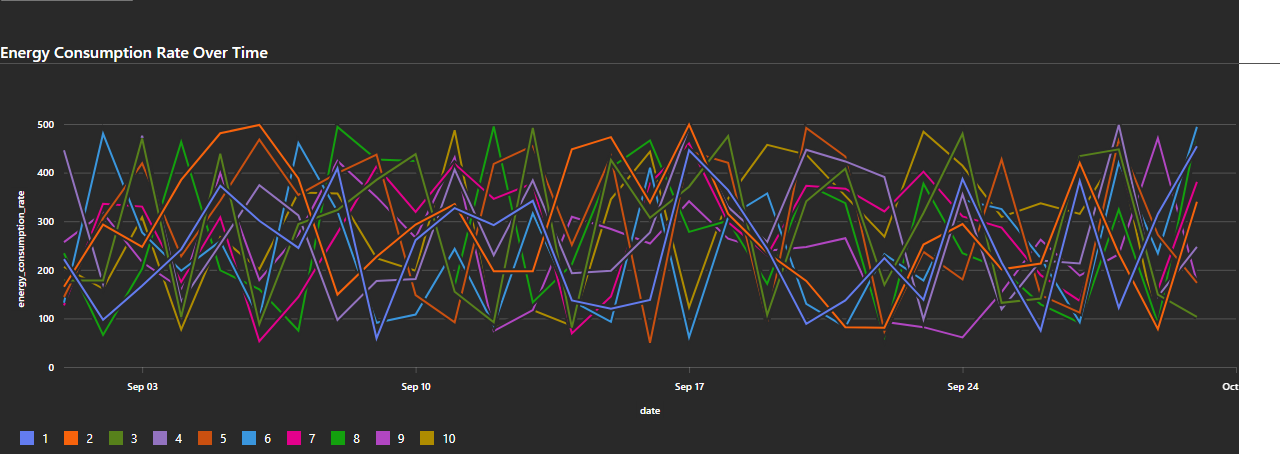 Energy Consumption Rate Over Time
500
400
300
200
100
0
energy_consumption_rate
Sep 03 Sep 10 Sep 17 Sep 24 Oct
date
1 2 3 4 5 6 7 8 9 10